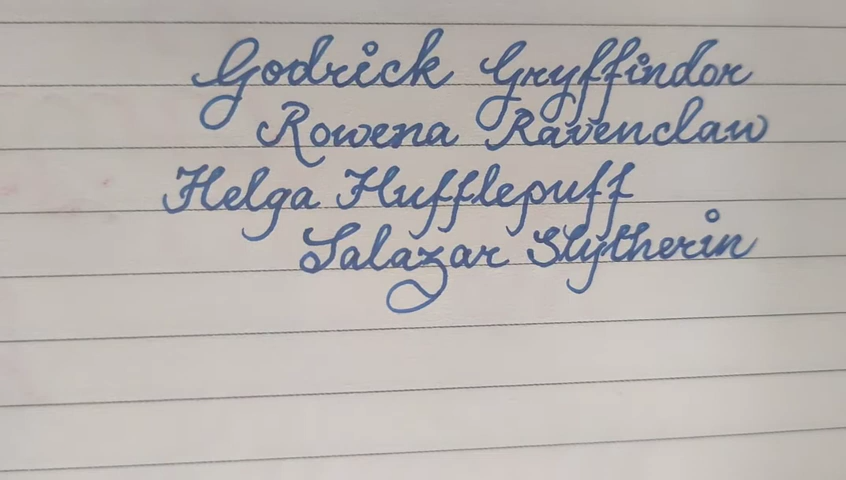 Godrick Gryffindor
Rowena Ravenclaw
Helga Hufflepuff
Salazar Slytherin